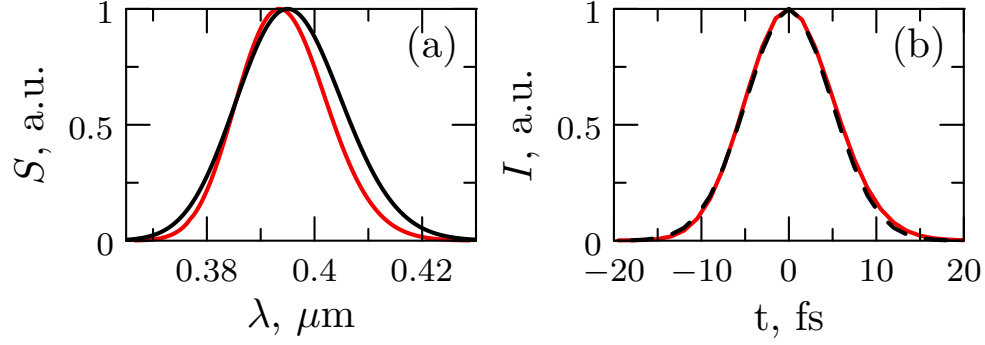 1
(a)
S, a.u.
0.5
0
0.38
0.4
0.42
λ, μm
1
(b)
I, a.u.
0.5
0
−20
−10
0
10
20
t, fs